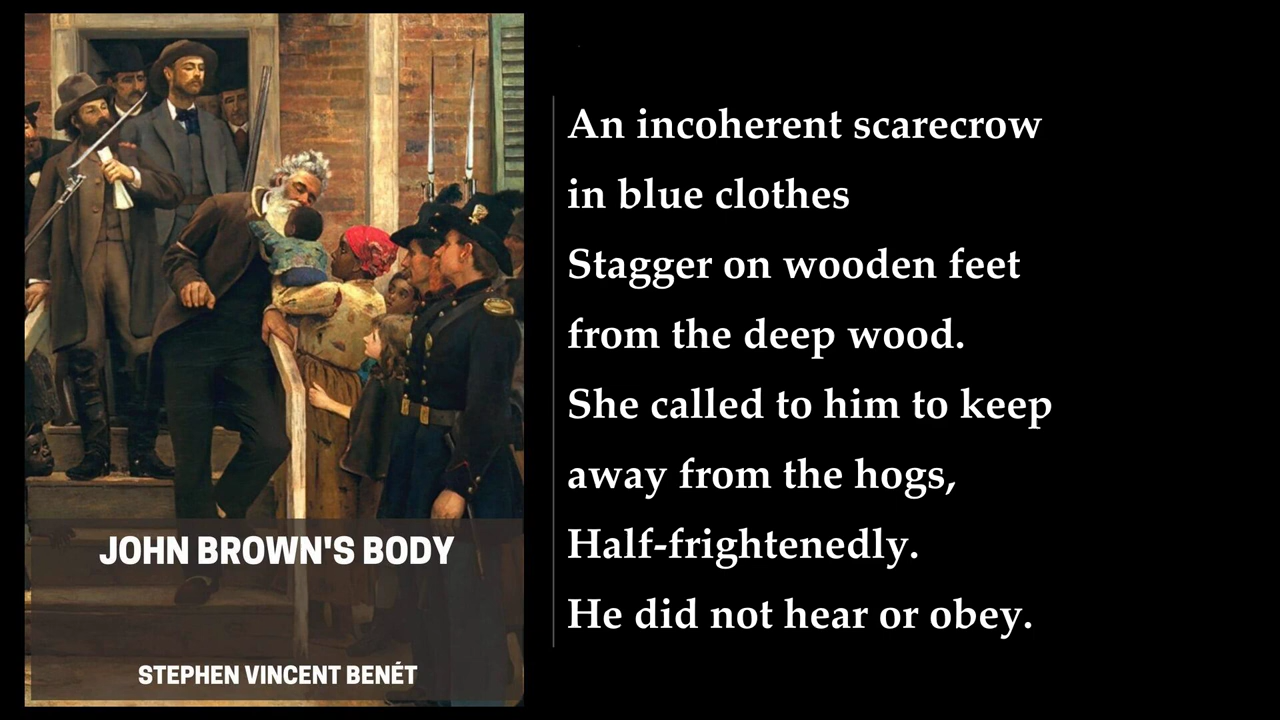 JOHN BROWN'S BODY
STEPHEN VINCENT BENÉT
An incoherent scarecrow
in blue clothes
Stagger on wooden feet
from the deep wood.
She called to him to keep
away from the hogs,
Half-frightenedly.
He did not hear or obey.